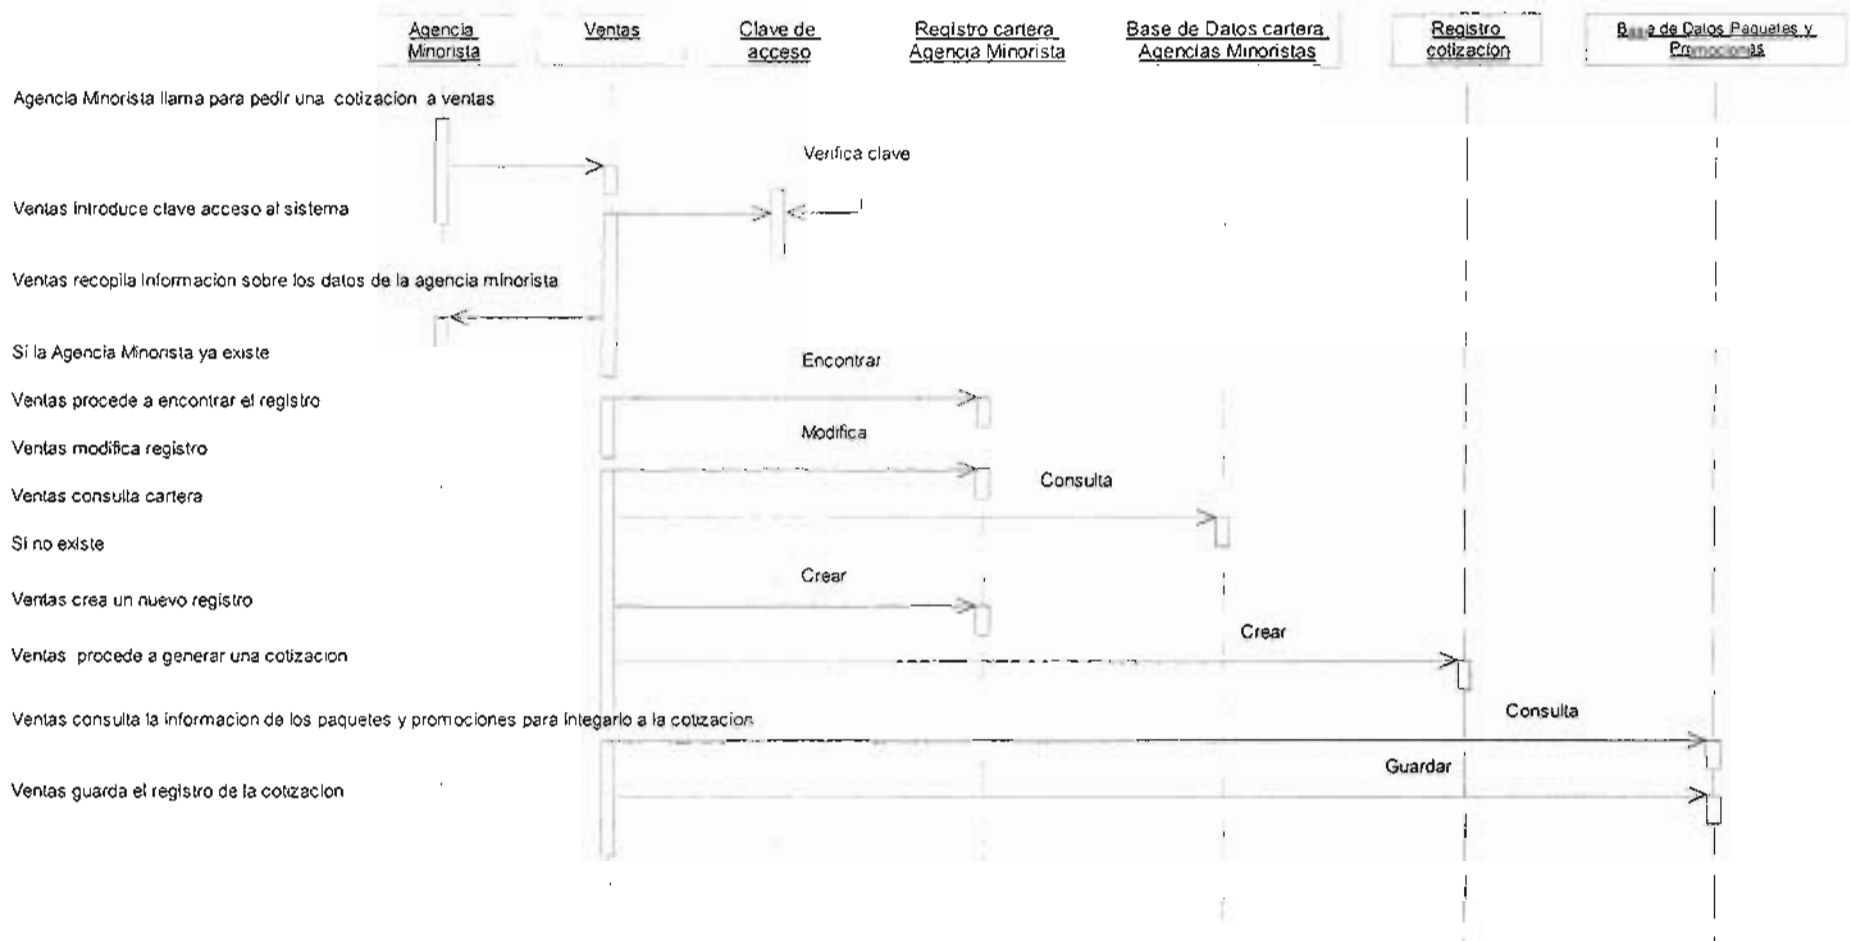 Agencia
Minorista
Ventas
Clave de
acceso
Registro cartera
Agencia Minorista
Base de Datos cartera
Agencias Minoristas
Registro
cotizacion
Base de Datos Paquetes y
Promociones
Agencia Minorista llama para pedir una cotizacion a ventas
Verifica clave
Ventas introduce clave acceso al sistema
Ventas recopila informacion sobre los datos de la agencia minorista
Si la Agencia Minorista ya existe
Encontrar
Ventas procede a encontrar el registro
Modifica
Ventas modifica registro
Consulta
Ventas consulta cartera
Si no existe
Crear
Ventas crea un nuevo registro
Crear
Ventas procede a generar una cotizacion
Consulta
Ventas consulta la informacion de los paquetes y promociones para integarlo a la cotizacion
Guardar
Ventas guarda el registro de la cotizacion